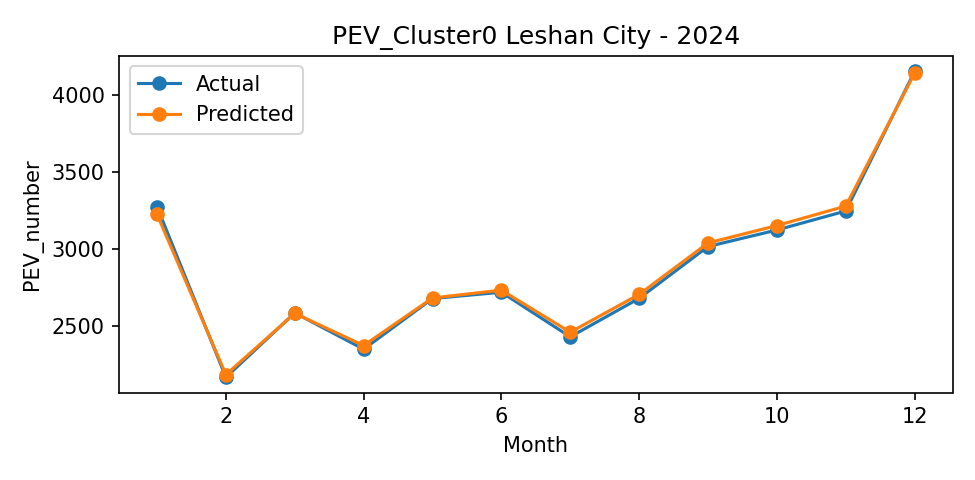 PEV_Cluster0 Leshan City - 2024
Actual
Predicted
PEV_number
4000
3500
3000
2500
2 4 6 8 10 12
Month